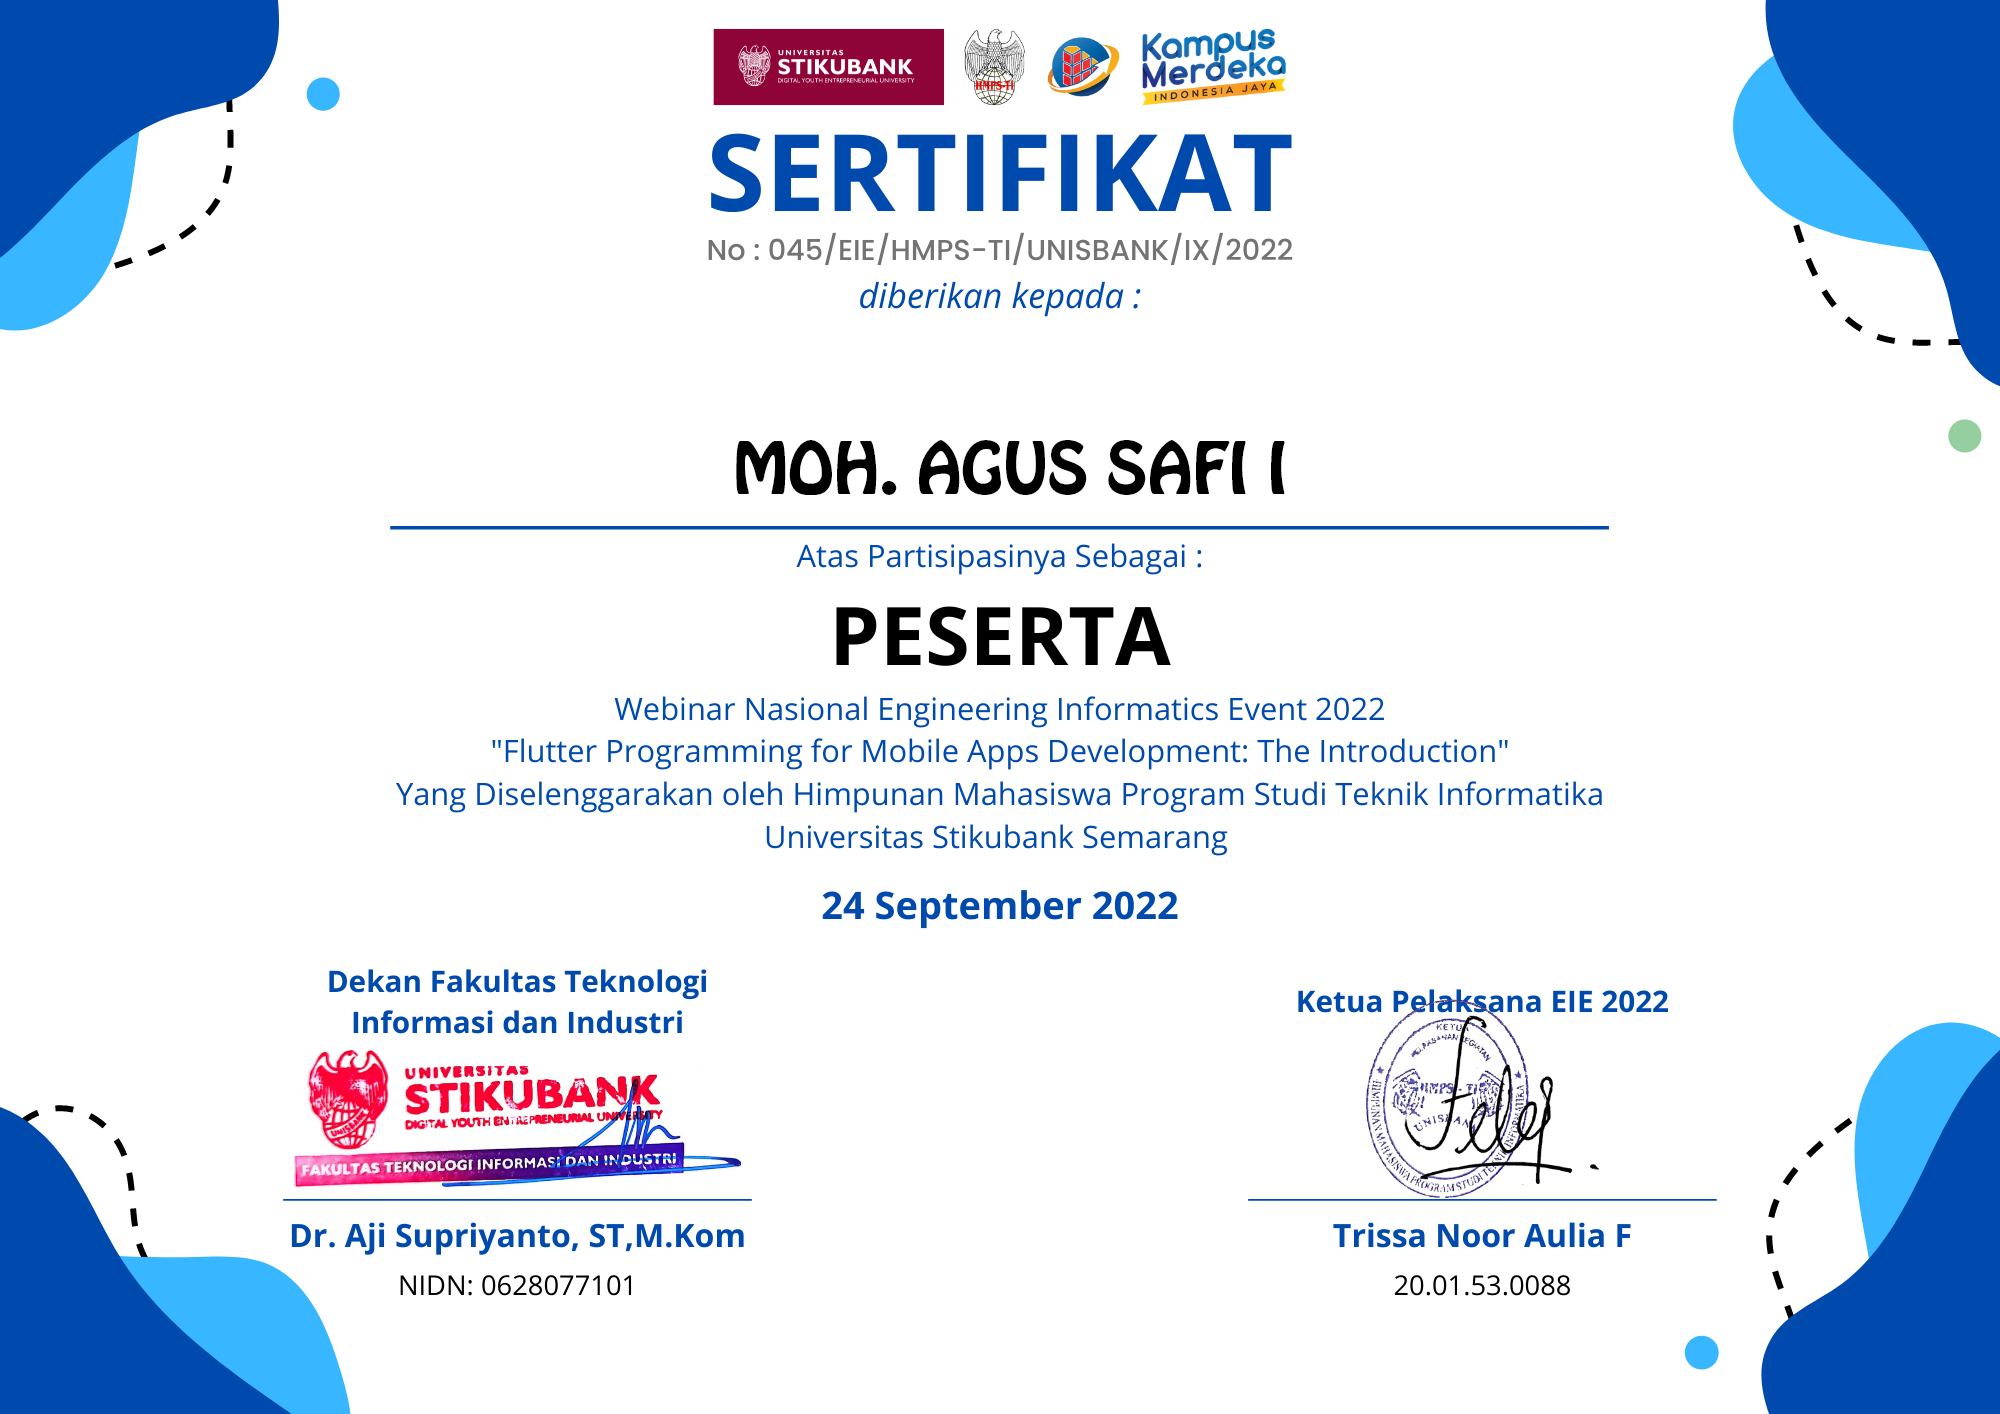 UNIVERSITAS
STIKUBANK
DIGITAL YOUTH ENTREPRENEURIAL UNIVERSITY
HMPS-TI
Kampus
Merdeka
INDONESIA JAYA
SERTIFIKAT
No : 045/EIE/HMPS-TI/UNISBANK/IX/2022
diberikan kepada :
MOH. AGUS SAFI I
Atas Partisipasinya Sebagai :
PESERTA
Webinar Nasional Engineering Informatics Event 2022
"Flutter Programming for Mobile Apps Development: The Introduction"
Yang Diselenggarakan oleh Himpunan Mahasiswa Program Studi Teknik Informatika
Universitas Stikubank Semarang
24 September 2022
Dekan Fakultas Teknologi
Informasi dan Industri
UNIVERSITAS
STIKUBANK
DIGITAL YOUTH ENTREPRENEURIAL UNIVERSITY
UNISBANK
FAKULTAS TEKNOLOGI INFORMASI DAN INDUSTRI
Dr. Aji Supriyanto, ST,M.Kom
NIDN: 0628077101
Ketua Pelaksana EIE 2022
KETUA
HMPS - TI
UNISBANK
HIMPUNAN MAHASISWA PROGRAM STUDI TEKNIK INFORMATIKA
Trissa Noor Aulia F
20.01.53.0088